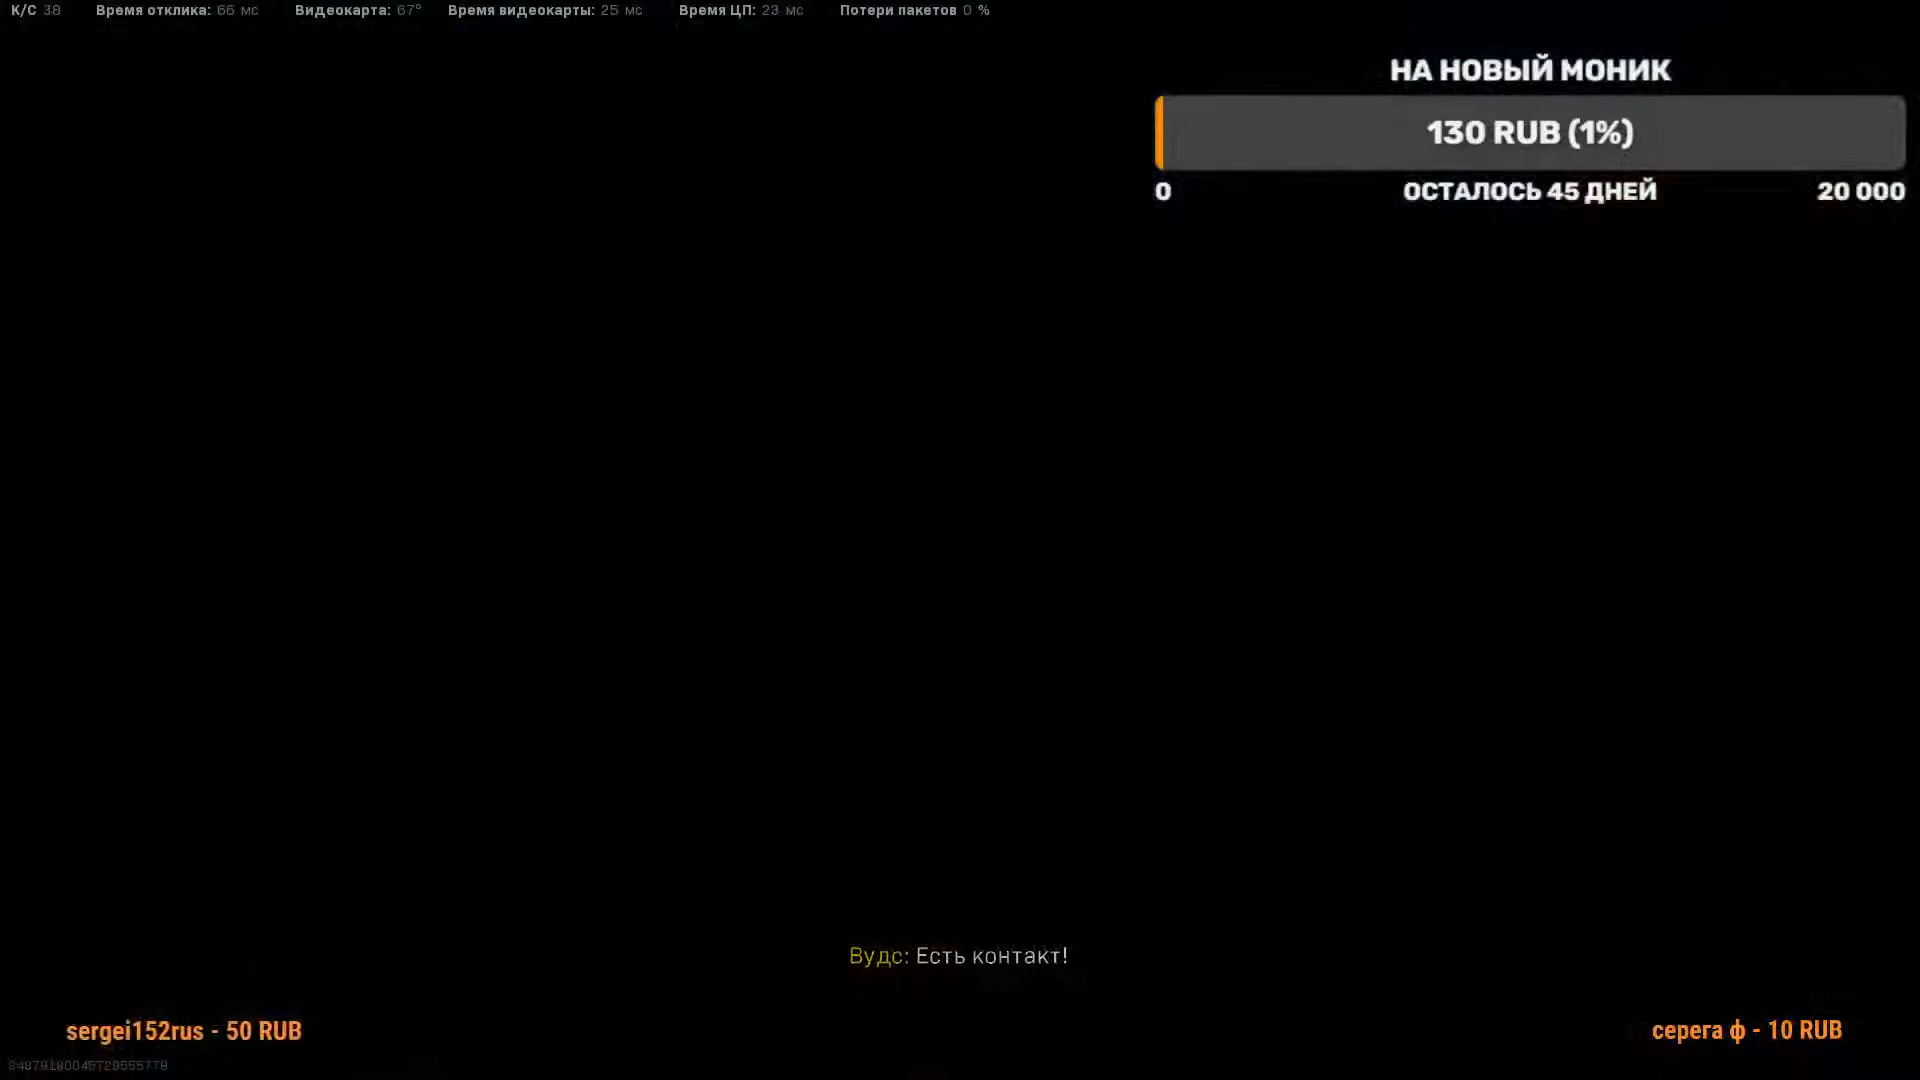 К/С 38 Время отклика: 66 мс Видеокарта: 67° Время видеокарты: 25 мс Время ЦП: 23 мс Потери пакетов 0 %
НА НОВЫЙ МОНИК
130 RUB (1%)
0 ОСТАЛОСЬ 45 ДНЕЙ 20 000
Вудс: Есть контакт!
sergei152rus - 50 RUB
серега ф - 10 RUB